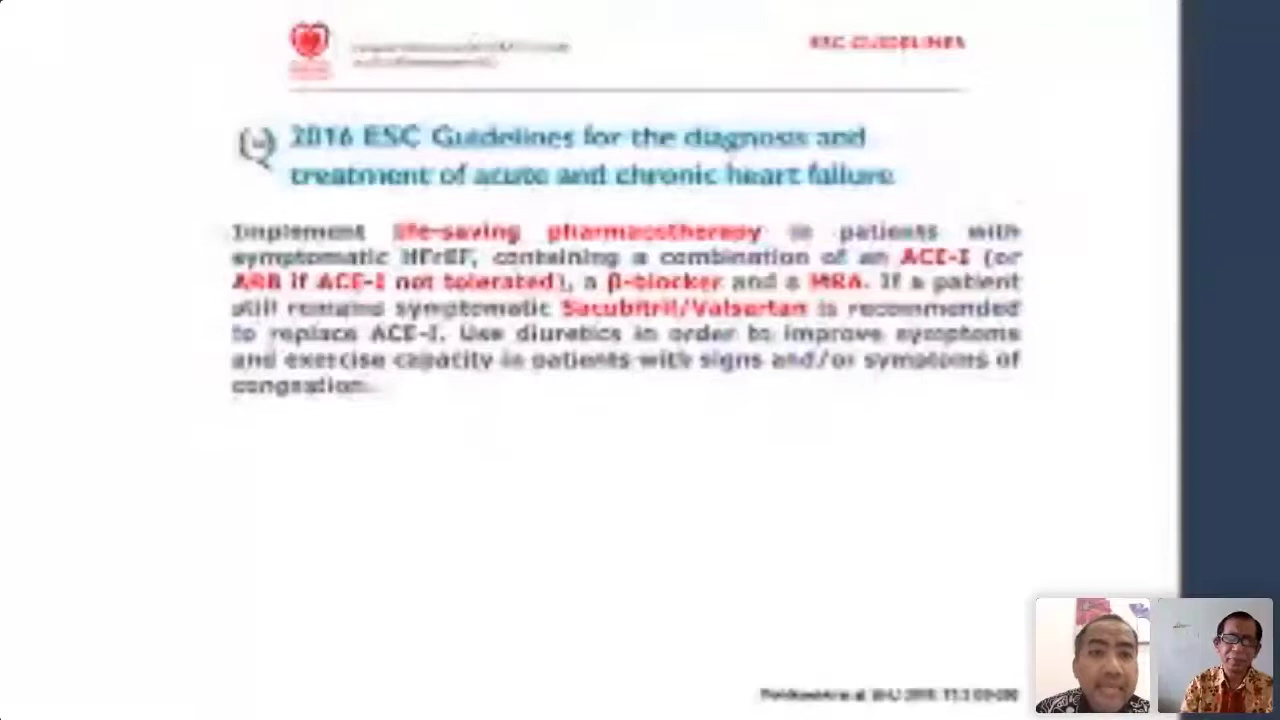 ESC GUIDELINES
2016 ESC Guidelines for the diagnosis and
treatment of acute and chronic heart failure
Implement life-saving pharmacotherapy in patients with
symptomatic HFrEF, containing a combination of an ACE-I (or
ARB if ACE-I not tolerated), a β-blocker and a MRA. If a patient
still remains symptomatic Sacubitril/Valsartan is recommended
to replace ACE-I. Use diuretics in order to improve symptoms
and exercise capacity in patients with signs and/or symptoms of
congestion.